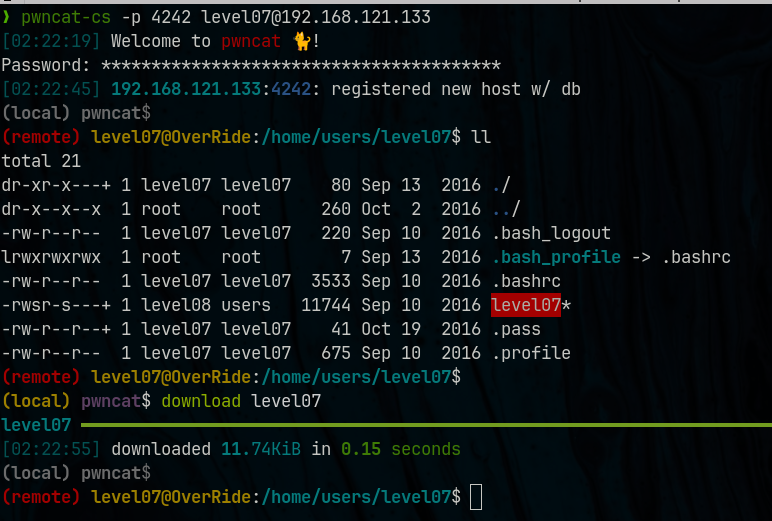 ❯ pwncat-cs -p 4242 level07@192.168.121.133
[02:22:19] Welcome to pwncat 🐈!
Password: ****************************************
[02:22:45] 192.168.121.133:4242: registered new host w/ db
(local) pwncat$
(remote) level07@OverRide:/home/users/level07$ ll
total 21
dr-xr-x---+ 1 level07 level07    80 Sep 13  2016 ./
dr-x--x--x  1 root    root      260 Oct  2  2016 ../
-rw-r--r--  1 level07 level07   220 Sep 10  2016 .bash_logout
lrwxrwxrwx  1 root    root        7 Sep 13  2016 .bash_profile -> .bashrc
-rw-r--r--  1 level07 level07  3533 Sep 10  2016 .bashrc
-rwsr-s---+ 1 level08 users   11744 Sep 10  2016 level07*
-rw-r--r--+ 1 level07 level07    41 Oct 19  2016 .pass
-rw-r--r--  1 level07 level07   675 Sep 10  2016 .profile
(remote) level07@OverRide:/home/users/level07$
(local) pwncat$ download level07
level07
[02:22:55] downloaded 11.74KiB in 0.15 seconds
(local) pwncat$
(remote) level07@OverRide:/home/users/level07$